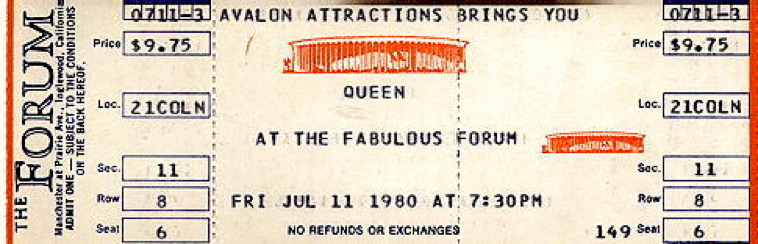 THE FORUM
Manchester at Prairie Ave., Inglewood, California
ADMIT ONE — SUBJECT TO THE CONDITIONS
ON THE BACK HEREOF.
0711-3
Price $9.75
Loc. 21COLN
Sec. 11
Row 8
Seat 6
AVALON ATTRACTIONS BRINGS YOU
QUEEN
AT THE FABULOUS FORUM
FRI JUL 11 1980 AT 7:30PM
NO REFUNDS OR EXCHANGES
149
0711-3
Price $9.75
Loc. 21COLN
Sec. 11
Row 8
Seat 6